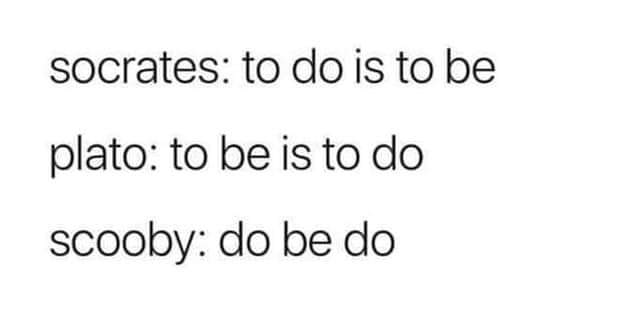 socrates: to do is to be
plato: to be is to do
scooby: do be do